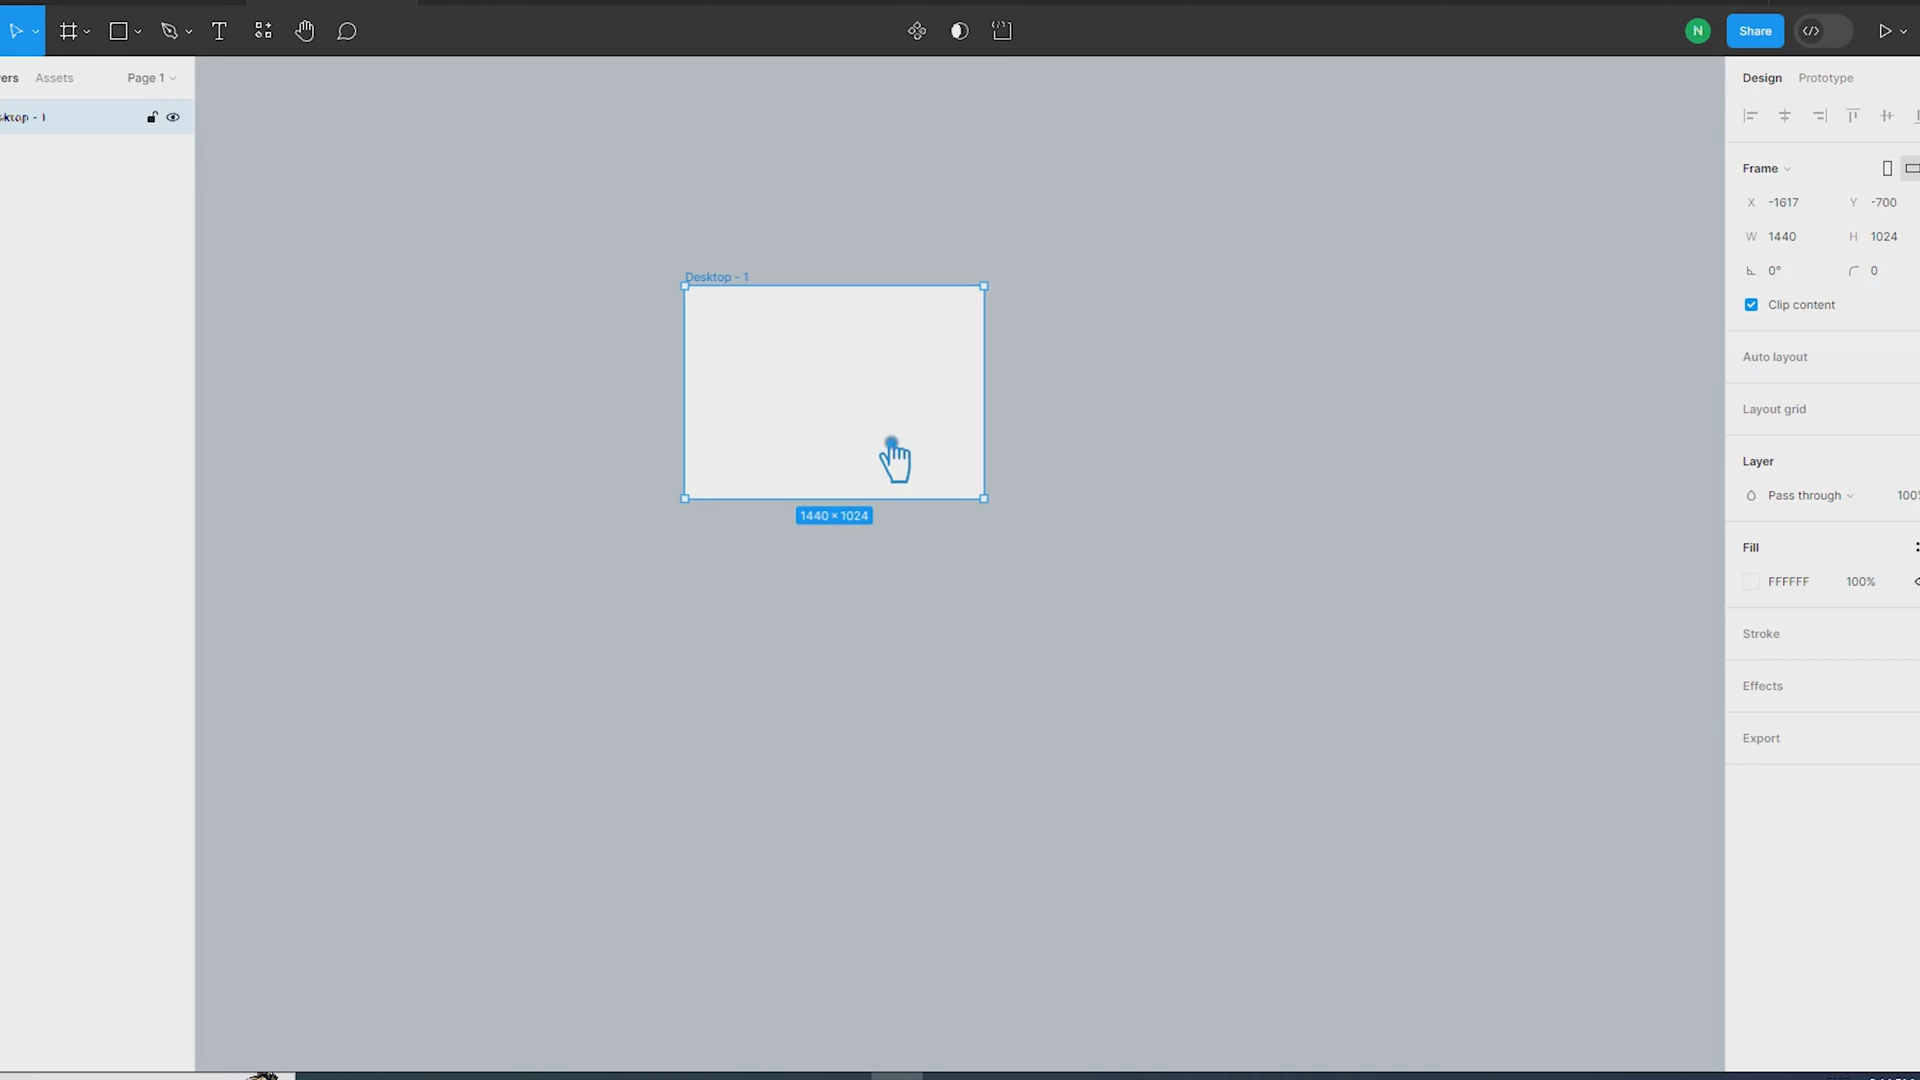 N
Share
Assets
Page 1
Design
Prototype
Frame
X -1617
Y -700
W 1440
H 1024
0°
0
Clip content
Auto layout
Layout grid
Layer
Pass through
Fill
FFFFFF
100%
Stroke
Effects
Export
Desktop - 1
1440 × 1024